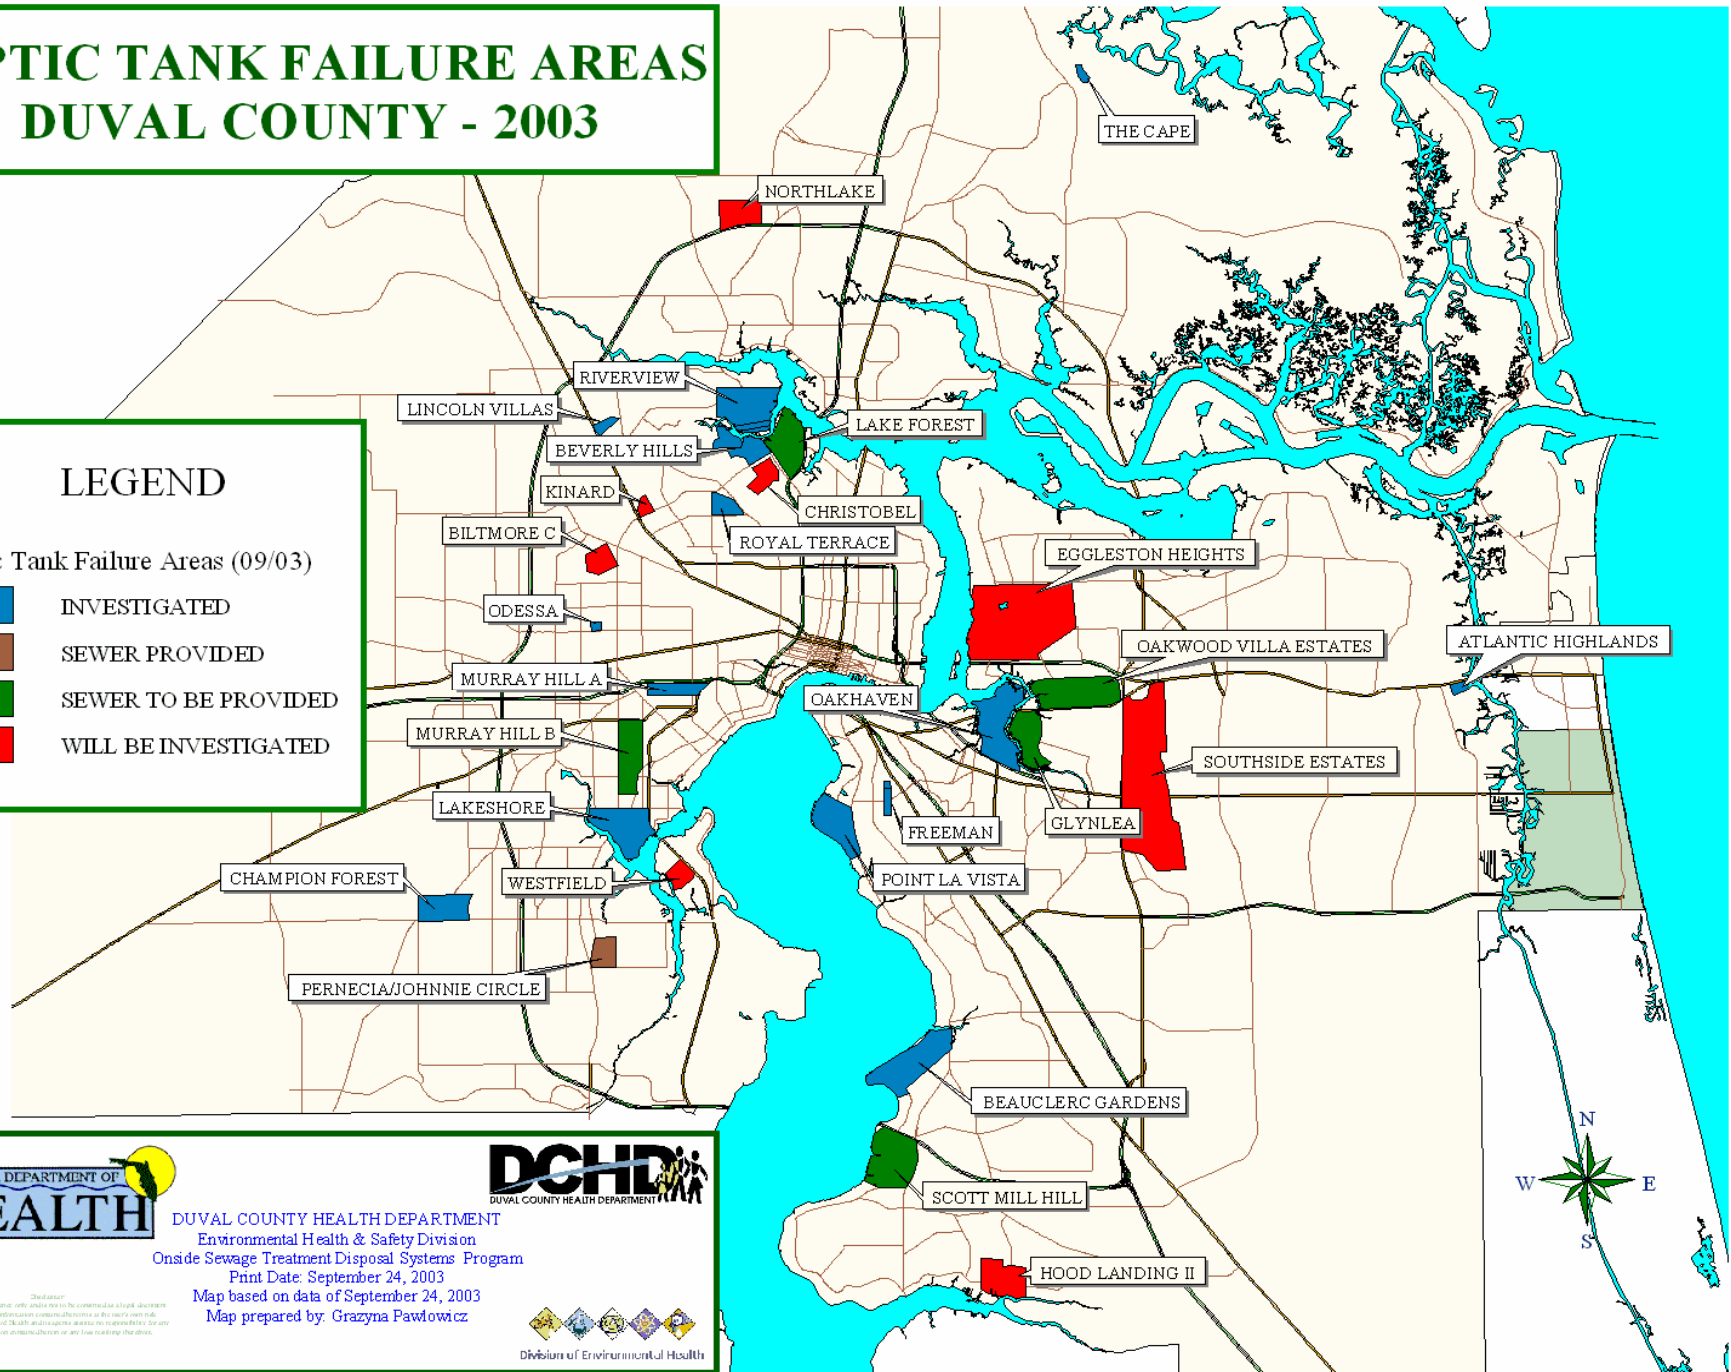 PTIC TANK FAILURE AREAS
DUVAL COUNTY - 2003
THE CAPE
NORTHLAKE
RIVERVIEW
LINCOLN VILLAS
LAKE FOREST
BEVERLY HILLS
KINARD
CHRISTOBEL
BILTMORE C
ROYAL TERRACE
EGGLESTON HEIGHTS
ODESSA
OAKWOOD VILLA ESTATES
ATLANTIC HIGHLANDS
MURRAY HILL A
OAKHAVEN
MURRAY HILL B
SOUTHSIDE ESTATES
LAKESHORE
FREEMAN
GLYNLEA
CHAMPION FOREST
WESTFIELD
POINT LA VISTA
PERNECIA/JOHNNIE CIRCLE
BEAUCLERC GARDENS
SCOTT MILL HILL
HOOD LANDING II
LEGEND
c Tank Failure Areas (09/03)
INVESTIGATED
SEWER PROVIDED
SEWER TO BE PROVIDED
WILL BE INVESTIGATED
N
W E
S
DEPARTMENT OF
EALTH
DCHD
DUVAL COUNTY HEALTH DEPARTMENT
DUVAL COUNTY HEALTH DEPARTMENT
Environmental Health & Safety Division
Onside Sewage Treatment Disposal Systems Program
Print Date: September 24, 2003
Map based on data of September 24, 2003
Map prepared by: Grazyna Pawlowicz
Division of Environmental Health